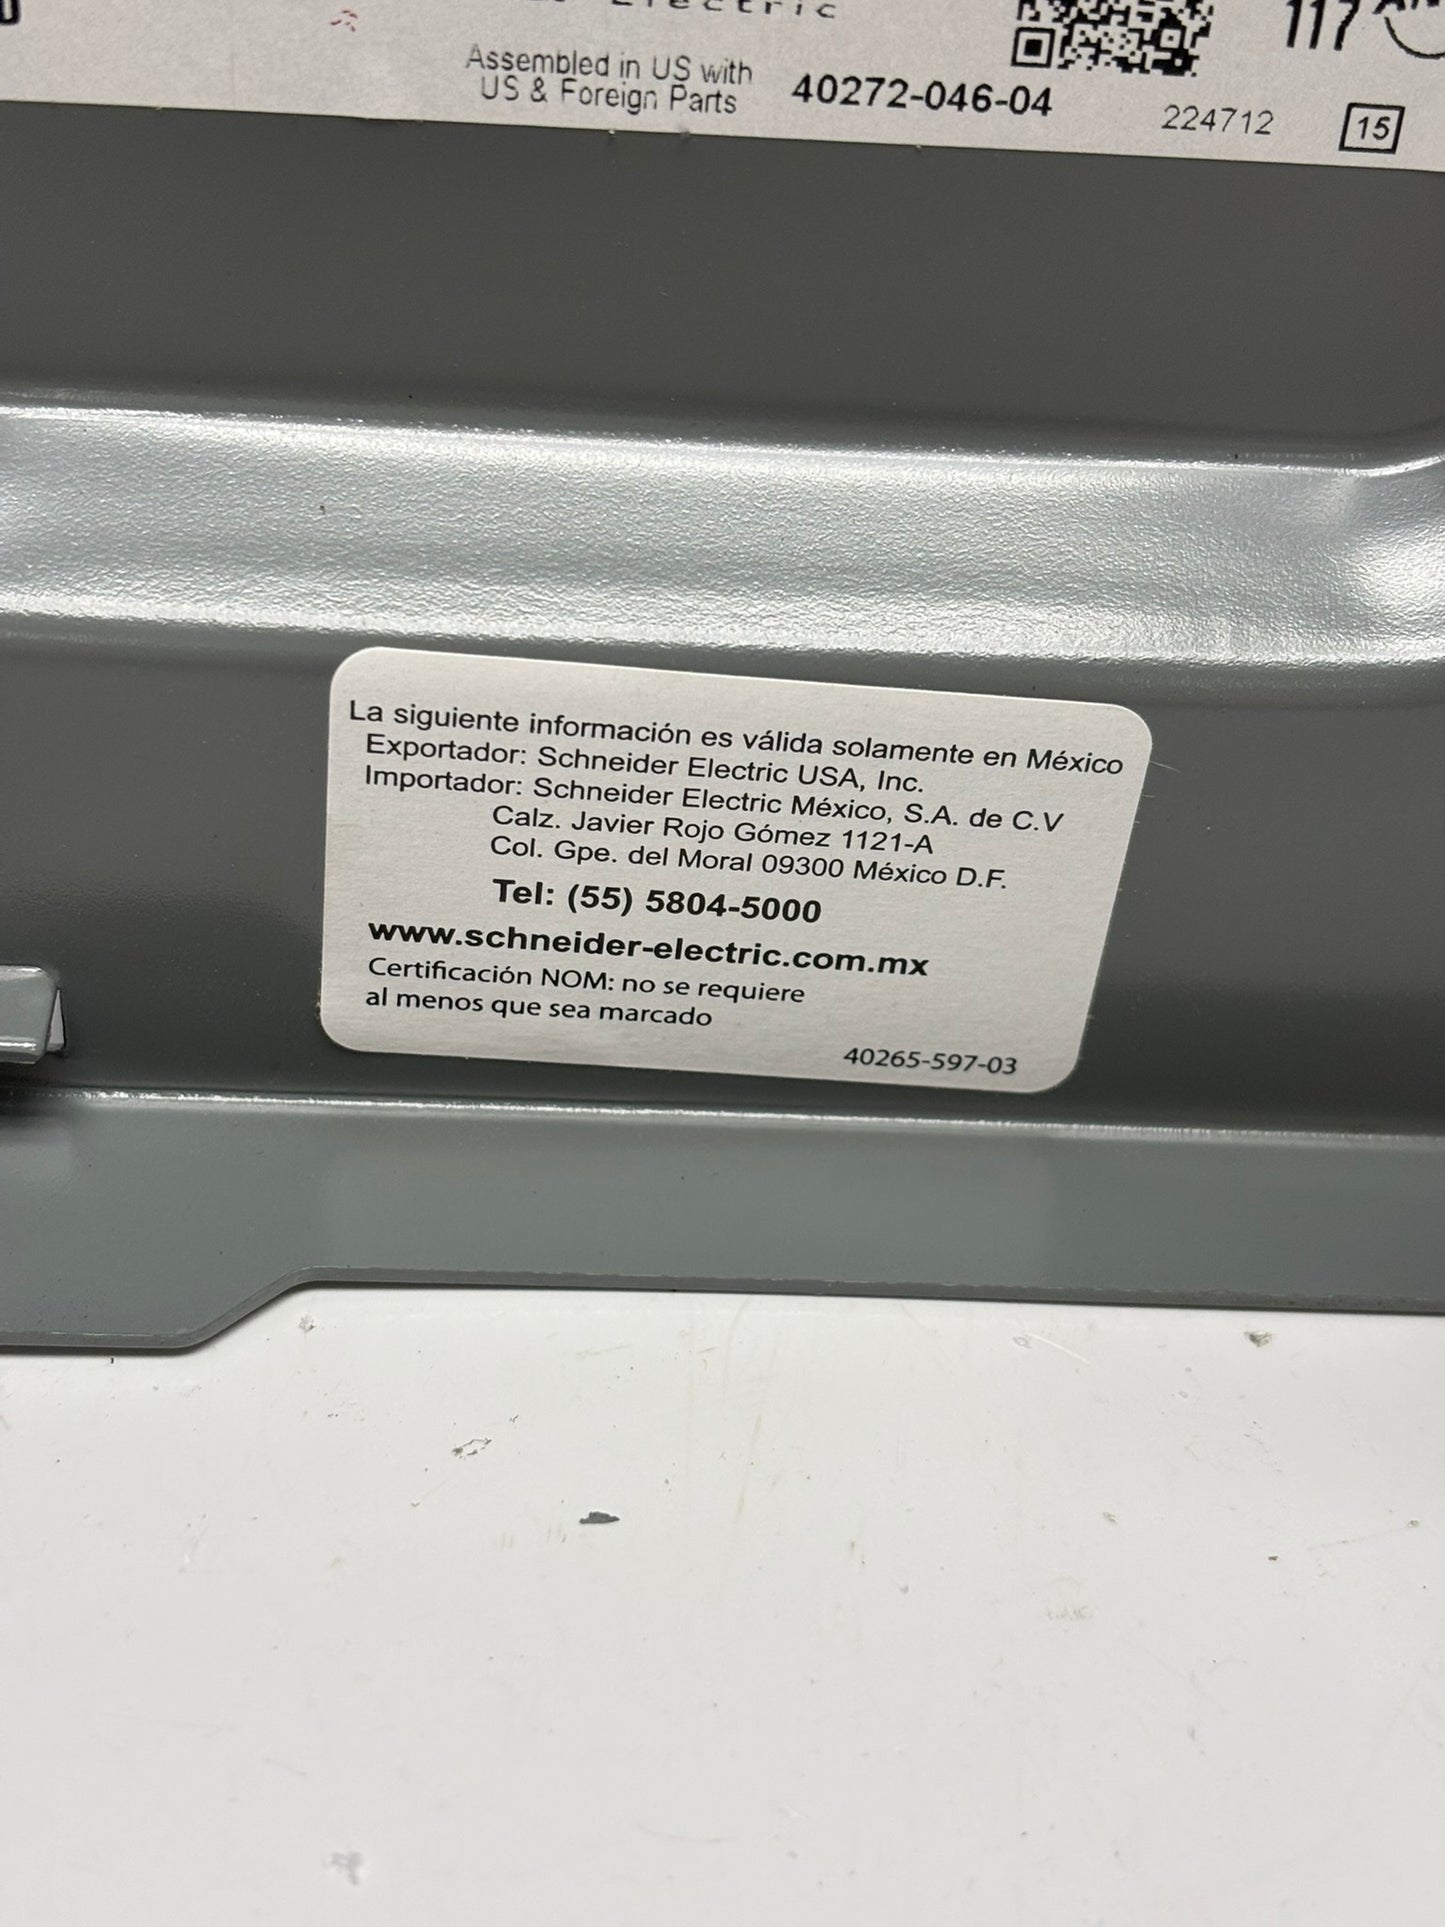 Electric
117
Assembled in US with
US & Foreign Parts
40272-046-04
224712
15
La siguiente información es válida solamente en México
Exportador: Schneider Electric USA, Inc.
Importador: Schneider Electric México, S.A. de C.V
Calz. Javier Rojo Gómez 1121-A
Col. Gpe. del Moral 09300 México D.F.
Tel: (55) 5804-5000
www.schneider-electric.com.mx
Certificación NOM: no se requiere
al menos que sea marcado
40265-597-03